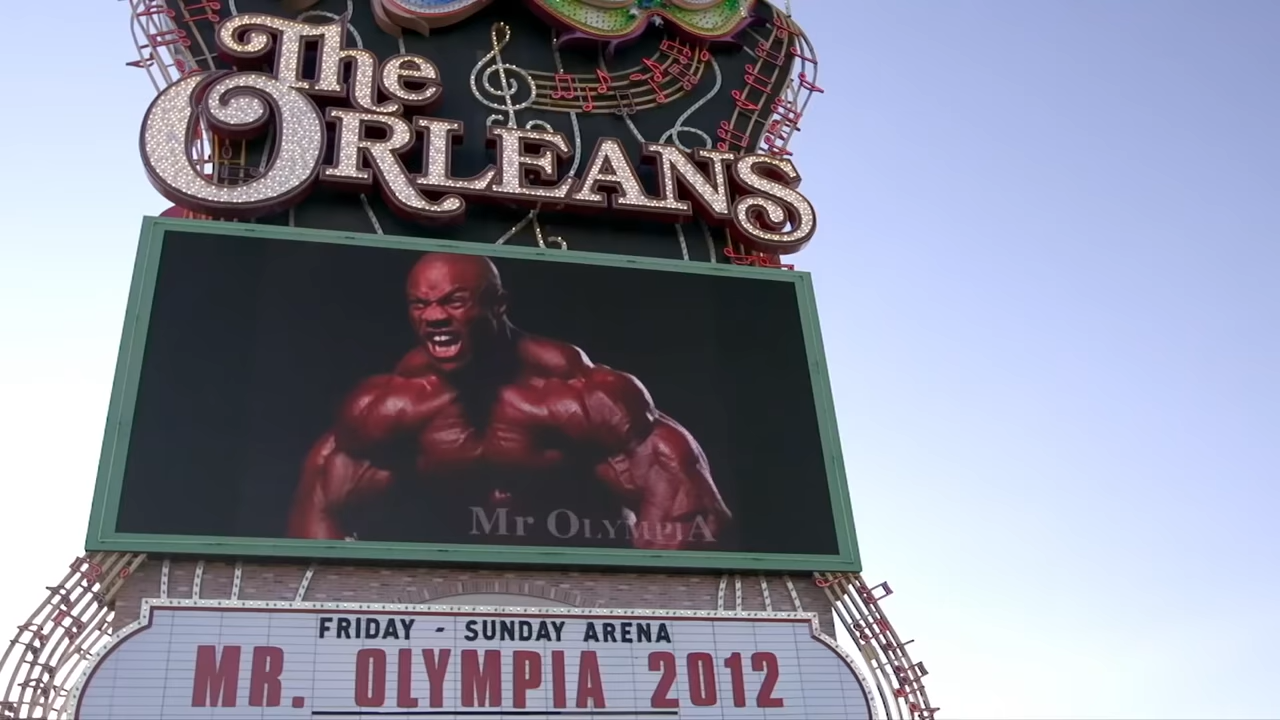 The
ORLEANS
Mr OLYMPIA
FRIDAY - SUNDAY ARENA
MR. OLYMPIA 2012